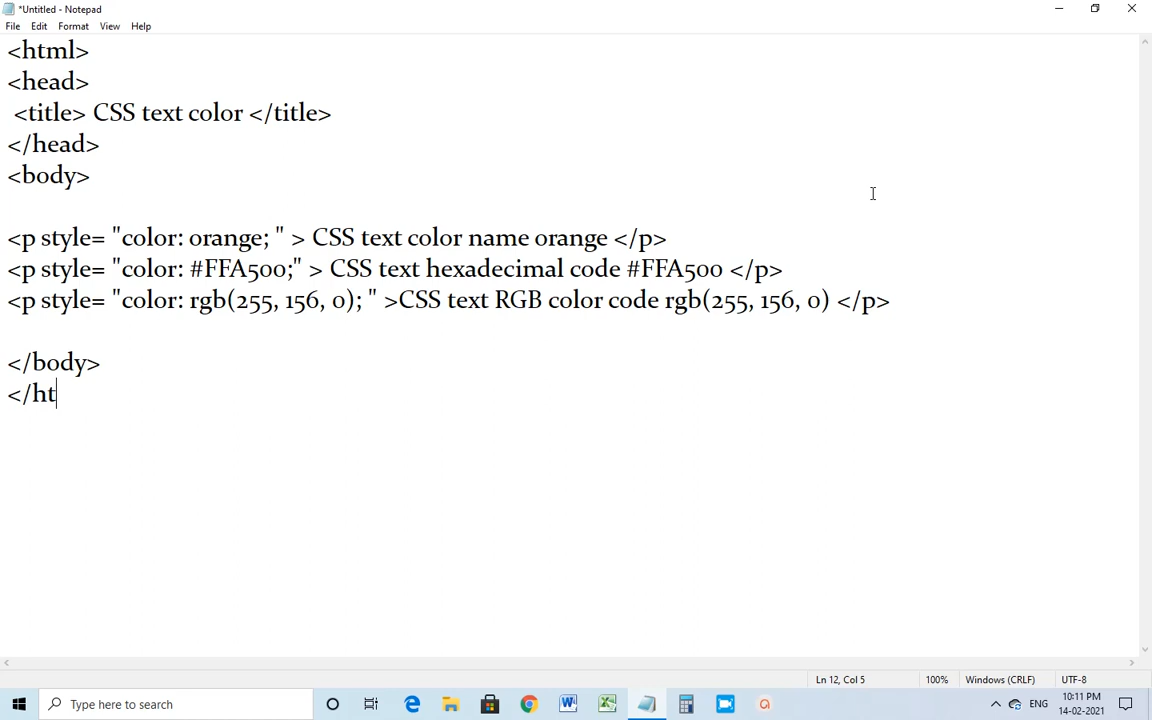 *Untitled - Notepad
File Edit Format View Help
<html>
<head>
<title> CSS text color </title>
</head>
<body>
<p style= "color: orange; " > CSS text color name orange </p>
<p style= "color: #FFA500;" > CSS text hexadecimal code #FFA500 </p>
<p style= "color: rgb(255, 156, 0); " >CSS text RGB color code rgb(255, 156, 0) </p>
</body>
</ht
Ln 12, Col 5 100% Windows (CRLF) UTF-8
Type here to search ENG 10:11 PM
14-02-2021